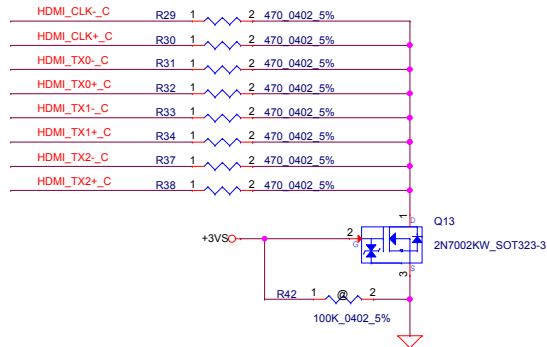 HDMI_CLK-_C R29 1 2 470_0402_5%
HDMI_CLK+_C R30 1 2 470_0402_5%
HDMI_TX0-_C R31 1 2 470_0402_5%
HDMI_TX0+_C R32 1 2 470_0402_5%
HDMI_TX1-_C R33 1 2 470_0402_5%
HDMI_TX1+_C R34 1 2 470_0402_5%
HDMI_TX2-_C R37 1 2 470_0402_5%
HDMI_TX2+_C R38 1 2 470_0402_5%
1 D Q13
+3VS 2 G 2N7002KW_SOT323-3
3 S
R42 1 @ 2
100K_0402_5%